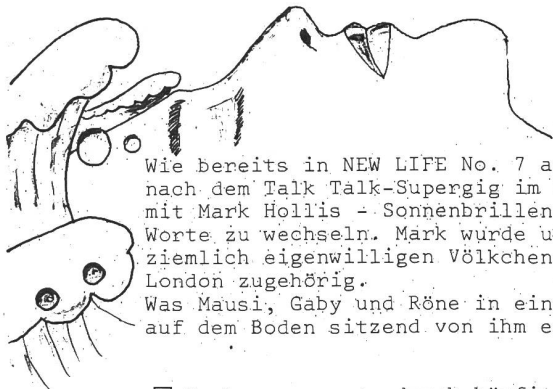 Wie bereits in NEW LIFE No. 7 a
nach dem Talk Talk-Supergig im
mit Mark Hollis - Sonnenbrillen
Worte zu wechseln. Mark wurde u
ziemlich eigenwilligen Völkchen
London zugehörig.
Was Mausi, Gaby und Röne in ein
auf dem Boden sitzend von ihm e